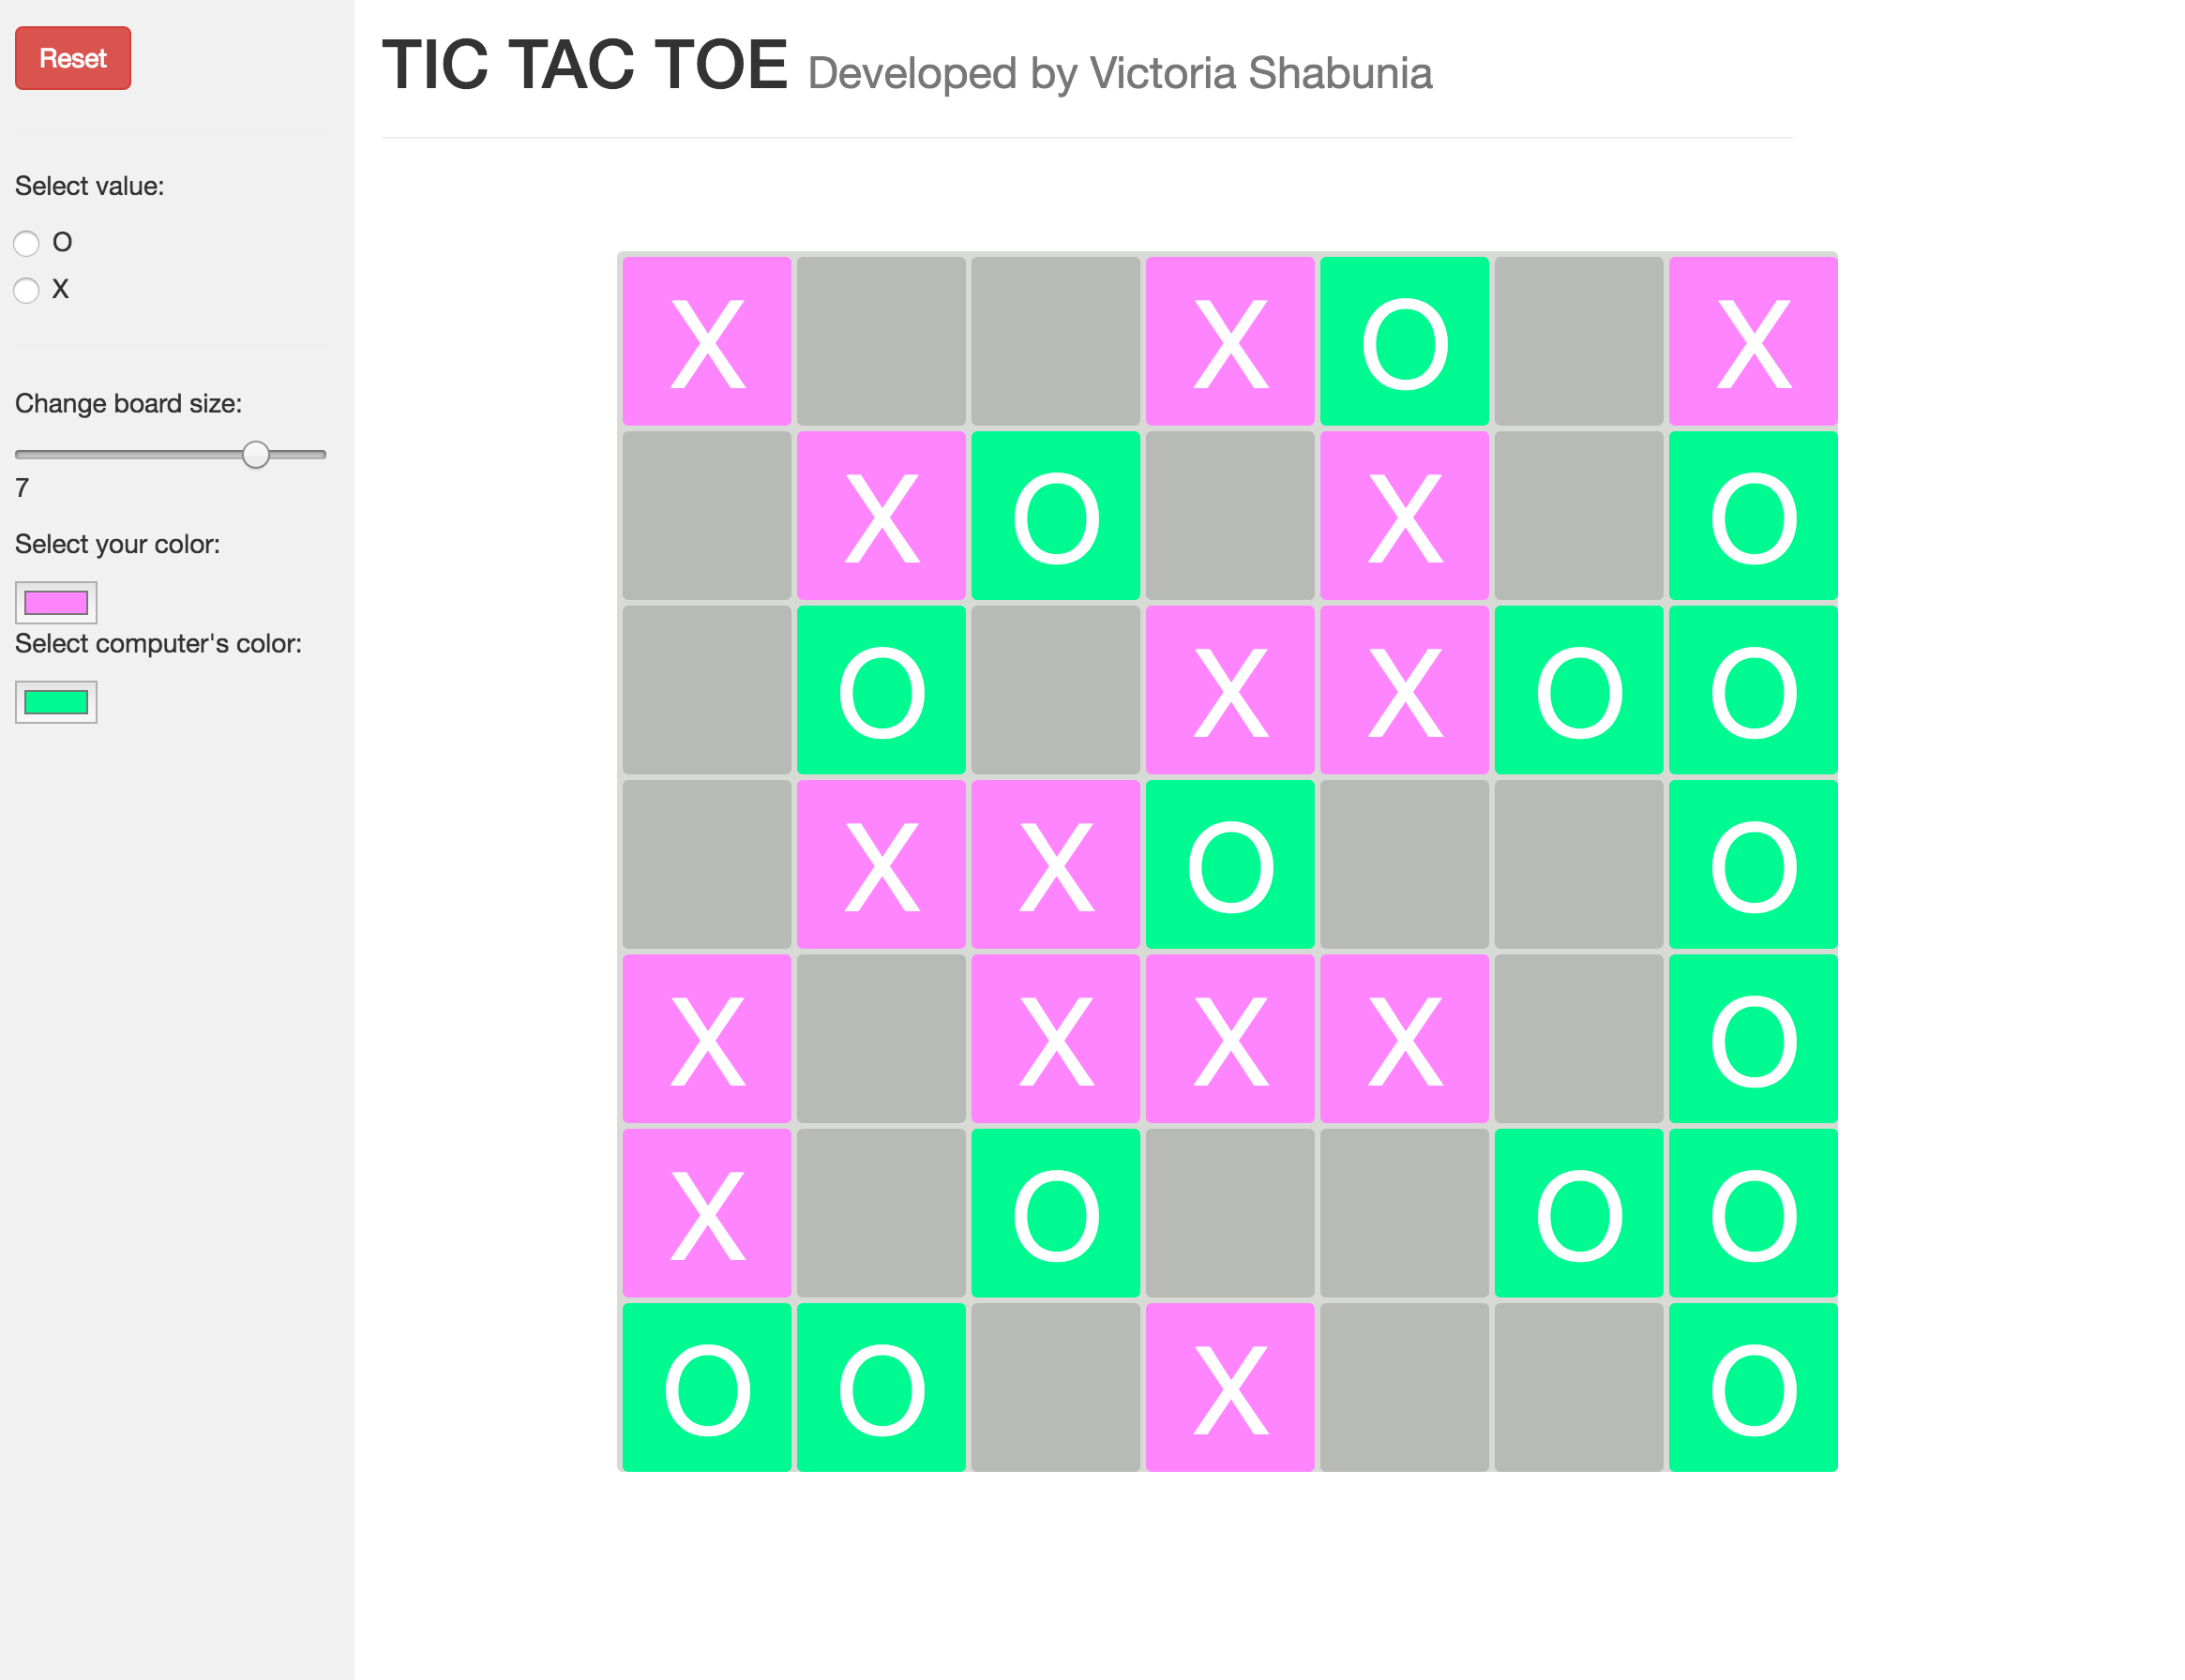 Reset
TIC TAC TOE Developed by Victoria Shabunia
Select value:
O
X
Change board size:
7
Select your color:
Select computer's color:
X X O X
X O X O
O X X O O
X X O O
X X X X O
X O O O
O O X O